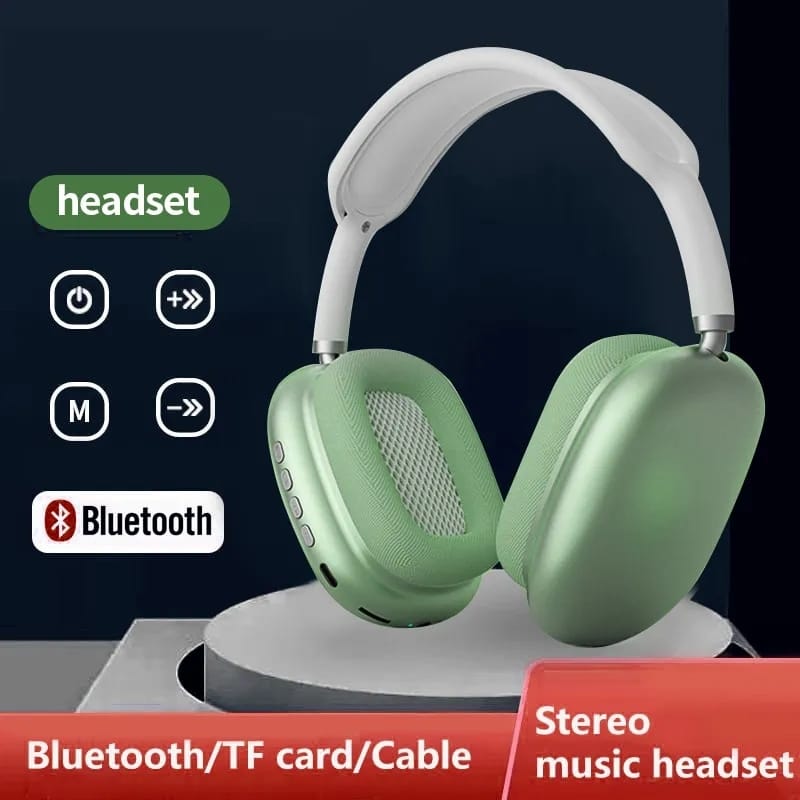 headset
M
Bluetooth
Bluetooth/TF card/Cable
Stereo
music headset